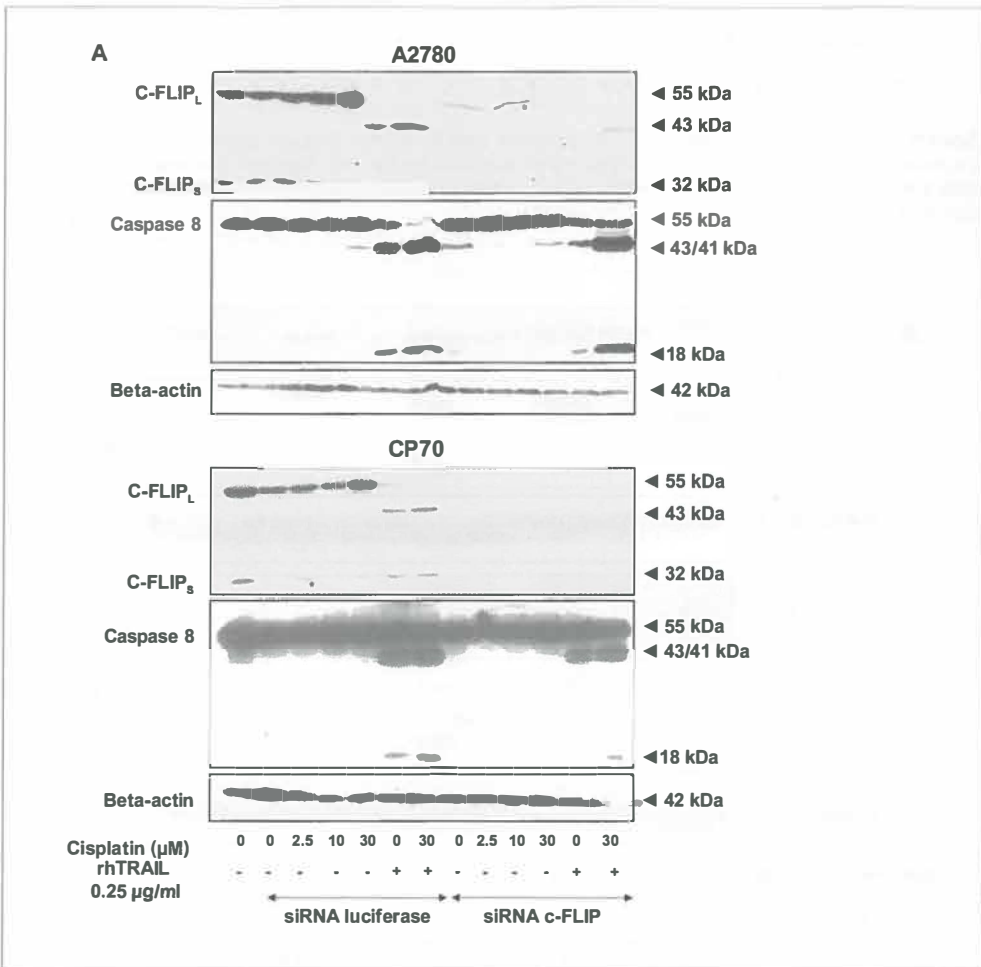 A
A2780
C-FLIPL ◄ 55 kDa
◄ 43 kDa
C-FLIPS ◄ 32 kDa
Caspase 8 ◄ 55 kDa
◄ 43/41 kDa
◄ 18 kDa
Beta-actin ◄ 42 kDa
CP70
C-FLIPL ◄ 55 kDa
◄ 43 kDa
C-FLIPS ◄ 32 kDa
Caspase 8 ◄ 55 kDa
◄ 43/41 kDa
◄ 18 kDa
Beta-actin ◄ 42 kDa
Cisplatin (µM) 0 0 2.5 10 30 0 30 0 2.5 10 30 0 30
rhTRAIL - - - - - + + - - - - + +
0.25 µg/ml
siRNA luciferase siRNA c-FLIP